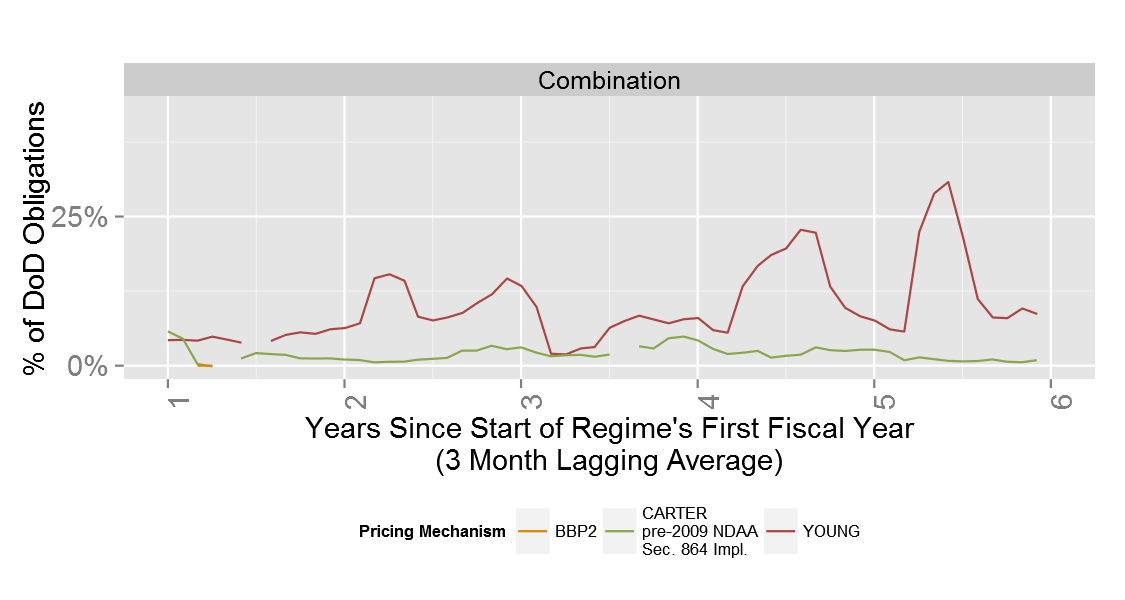 Combination
% of DoD Obligations
25%
0%
1
2
3
4
5
6
Years Since Start of Regime's First Fiscal Year
(3 Month Lagging Average)
Pricing Mechanism
BBP2
CARTER
pre-2009 NDAA
Sec. 864 Impl.
YOUNG